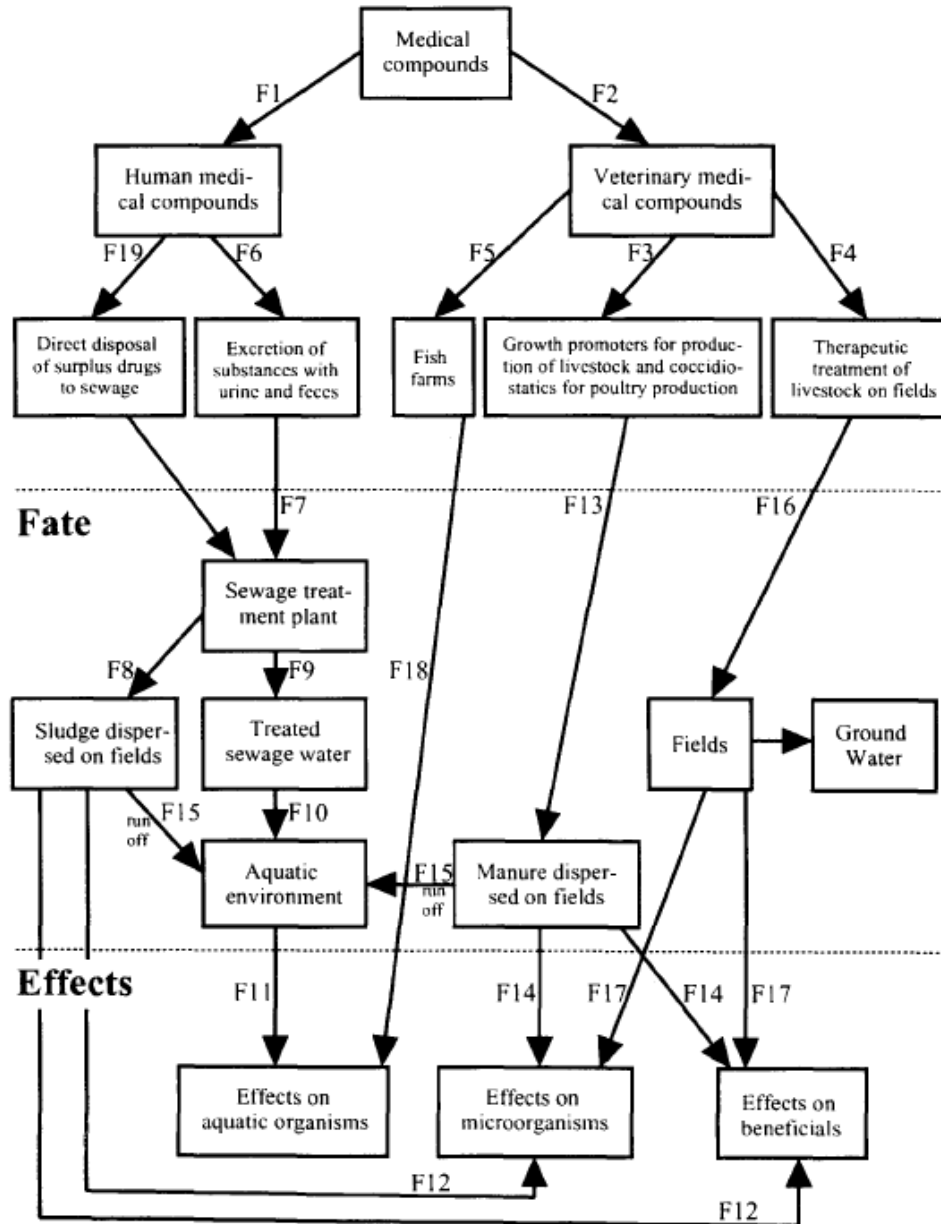 Medical
compounds
F1
F2
Human medi-
cal compounds
Veterinary medi-
cal compounds
F19
F6
F5
F3
F4
Direct disposal
of surplus drugs
to sewage
Excretion of
substances with
urine and feces
Fish
farms
Growth promoters for produc-
tion of livestock and coccidio-
statics for poultry production
Therapeutic
treatment of
livestock on fields
F7
F13
F16
Fate
Sewage treat-
ment plant
F8
F9
F18
Sludge disper-
sed on fields
Treated
sewage water
Fields
Ground
Water
F15
run
off
F10
Aquatic
environment
F15
run
off
Manure disper-
sed on fields
Effects
F11
F14
F17
F14
F17
Effects on
aquatic organisms
Effects on
microorganisms
Effects on
beneficials
F12
F12